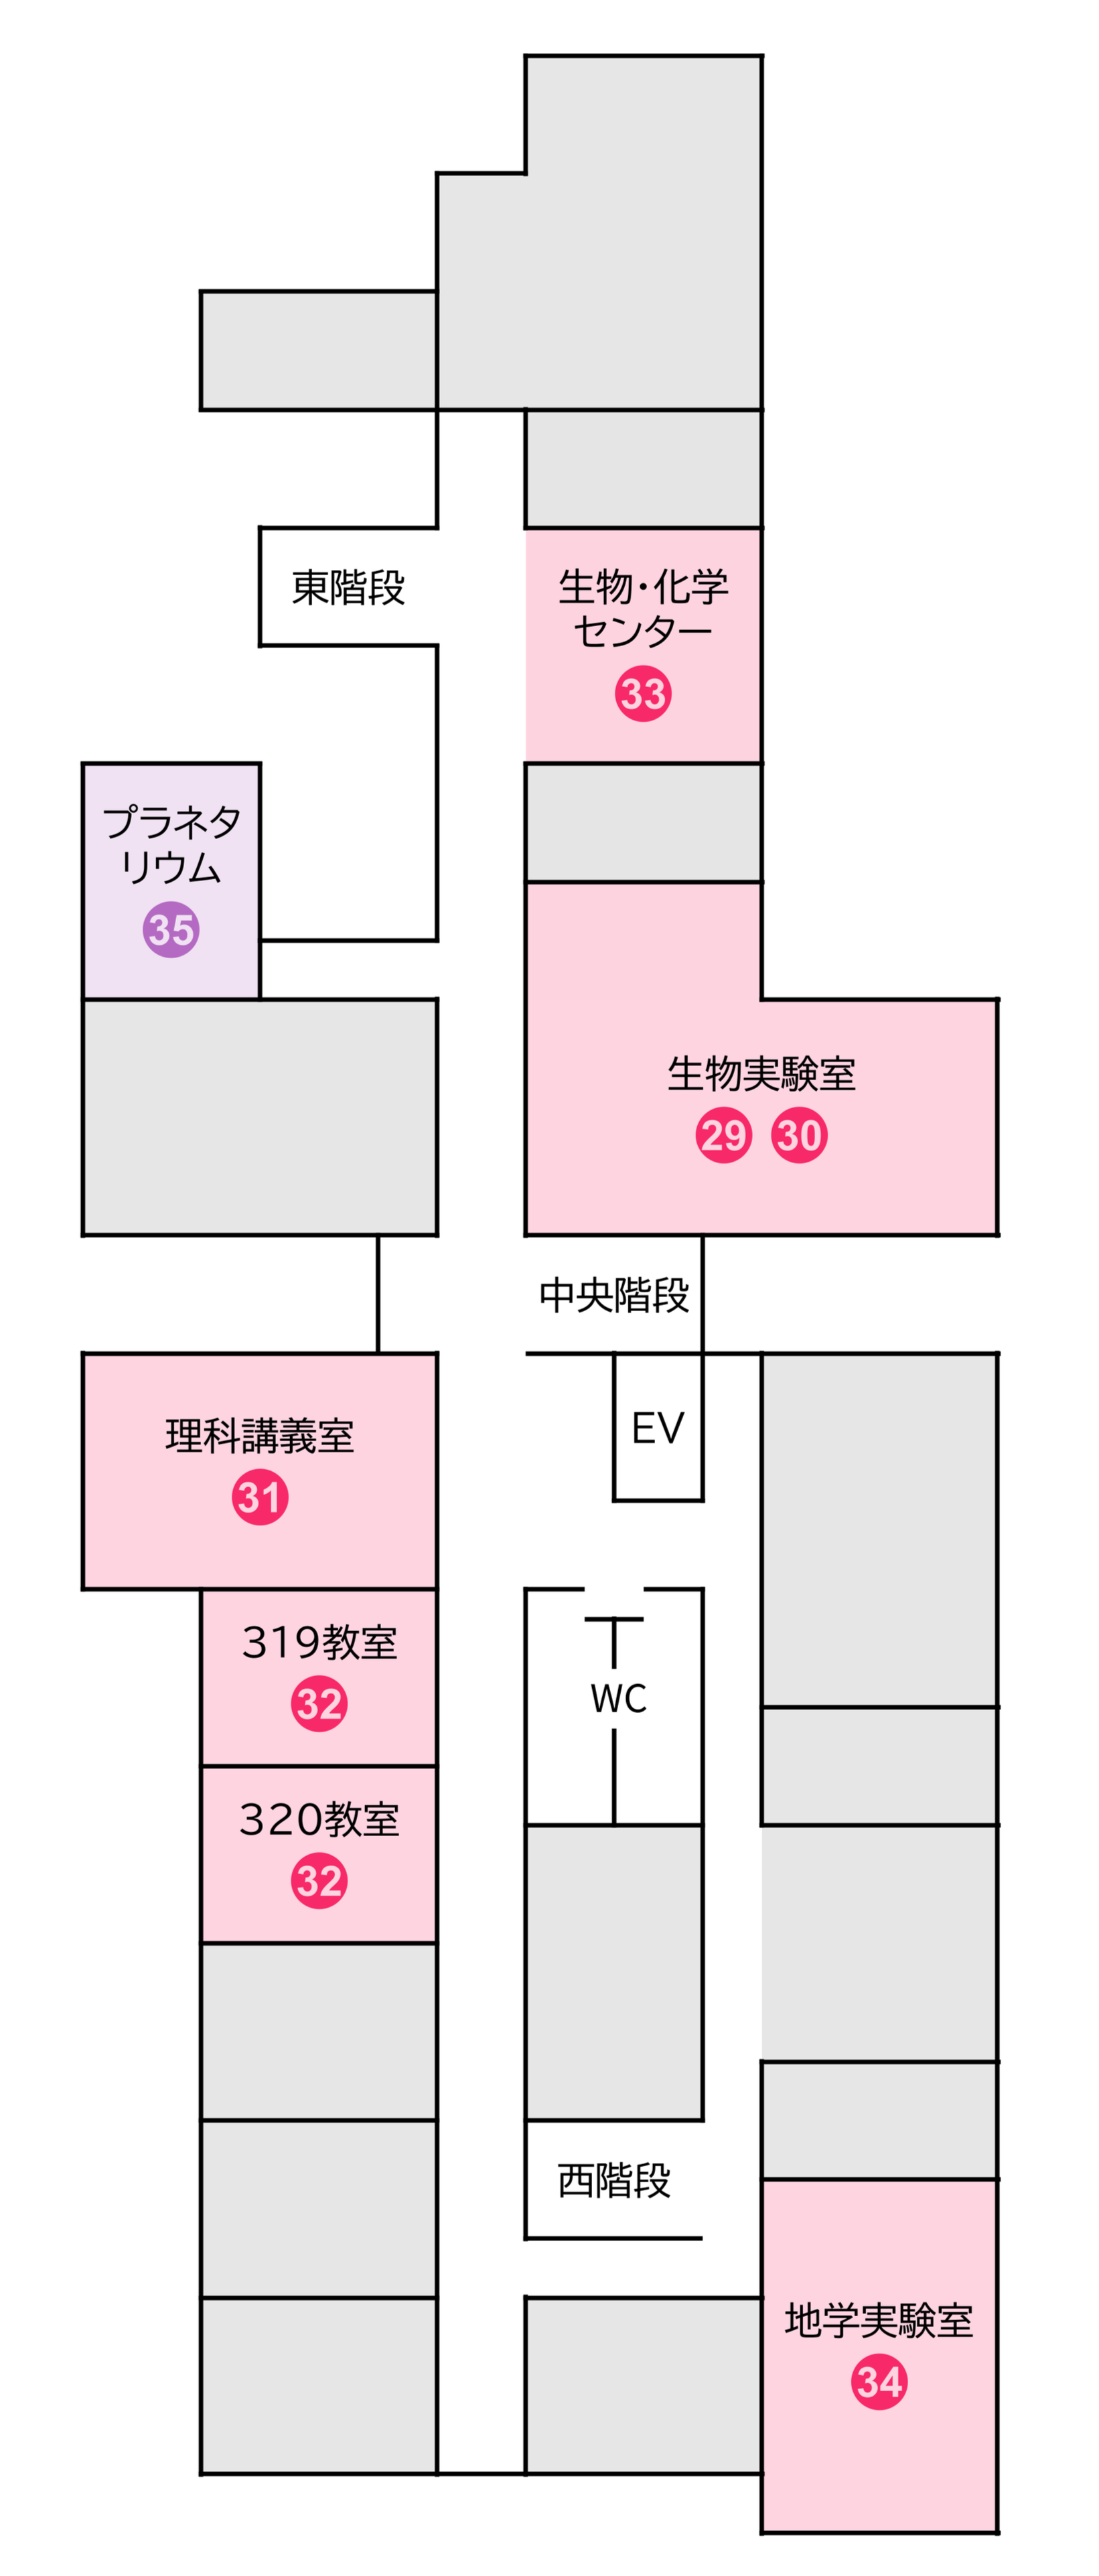 東階段
生物・化学
センター
33
プラネタ
リウム
35
生物実験室
29 30
中央階段
理科講義室
31
EV
319教室
32
WC
320教室
32
西階段
地学実験室
34